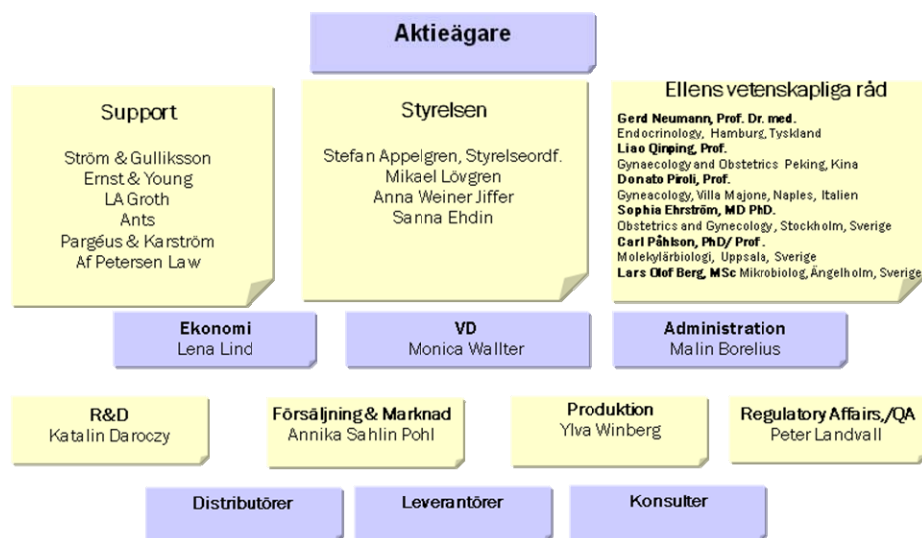 Aktieägare
Support
Ström & Gulliksson
Ernst & Young
LA Groth
Ants
Pargéus & Karström
Af Petersen Law
Styrelsen
Stefan Appelgren, Styrelseordf.
Mikael Lövgren
Anna Weiner Jiffer
Sanna Ehdin
Ellens vetenskapliga råd
Gerd Neumann, Prof. Dr. med.
Endocrinology, Hamburg, Tyskland
Liao Qinping, Prof.
Gynaecology and Obstetrics Peking, Kina
Donato Piroli, Prof.
Gyneacology, Villa Majone, Naples, Italien
Sophia Ehrström, MD PhD.
Obstetrics and Gynecology, Stockholm, Sverige
Carl Påhlson, PhD/ Prof.
Molekylärbiologi, Uppsala, Sverige
Lars Olof Berg, MSc Mikrobiolog, Ängelholm, Sverige
Ekonomi
Lena Lind
VD
Monica Wallter
Administration
Malin Borelius
R&D
Katalin Daroczy
Försäljning & Marknad
Annika Sahlin Pohl
Produktion
Ylva Winberg
Regulatory Affairs,/QA
Peter Landvall
Distributörer
Leverantörer
Konsulter